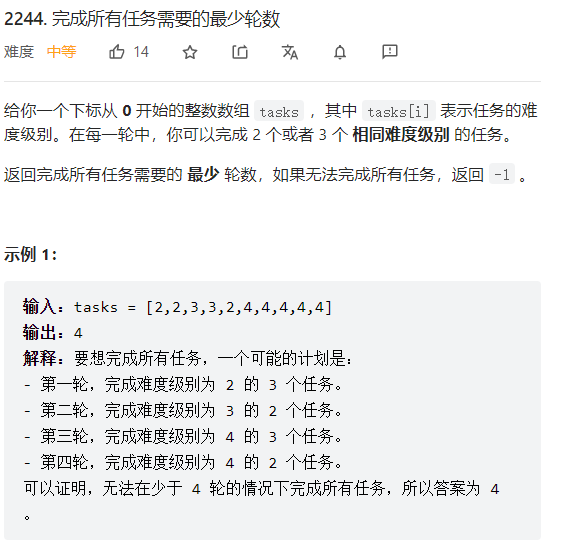 2244. 完成所有任务需要的最少轮数
难度 中等 14
给你一个下标从 0 开始的整数数组 tasks ，其中 tasks[i] 表示任务的难
度级别。在每一轮中，你可以完成 2 个或者 3 个 相同难度级别 的任务。
返回完成所有任务需要的 最少 轮数，如果无法完成所有任务，返回 -1 。
示例 1：
输入：tasks = [2,2,3,3,2,4,4,4,4,4]
输出：4
解释：要想完成所有任务，一个可能的计划是：
- 第一轮，完成难度级别为 2 的 3 个任务。
- 第二轮，完成难度级别为 3 的 2 个任务。
- 第三轮，完成难度级别为 4 的 3 个任务。
- 第四轮，完成难度级别为 4 的 2 个任务。
可以证明，无法在少于 4 轮的情况下完成所有任务，所以答案为 4
。